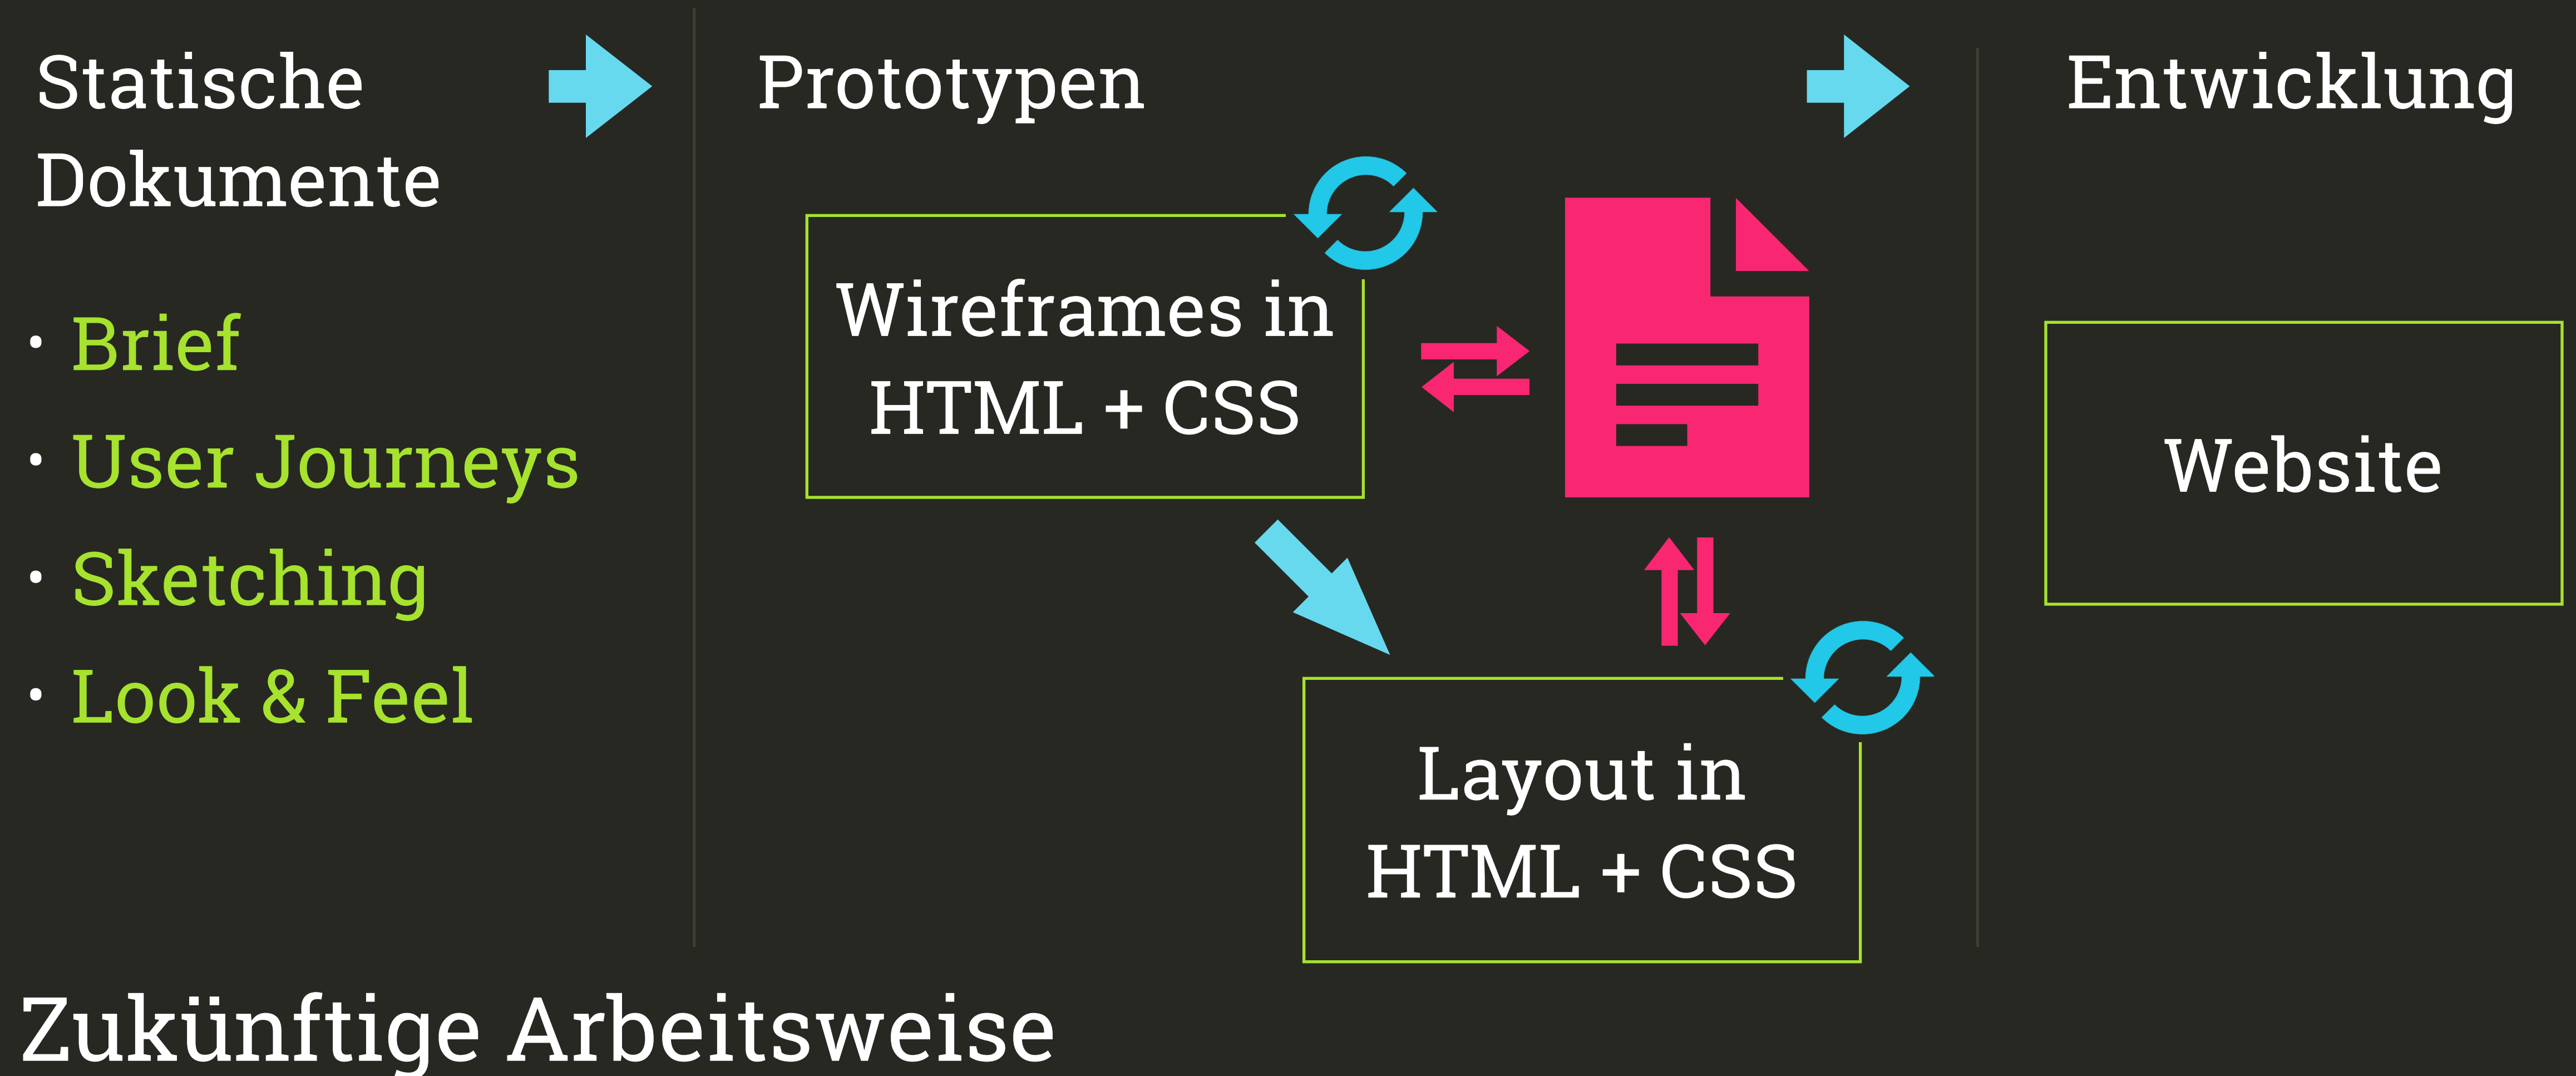 Statische
Dokumente
• Brief
• User Journeys
• Sketching
• Look & Feel
Prototypen
Wireframes in
HTML + CSS
Layout in
HTML + CSS
Entwicklung
Website
Zukünftige Arbeitsweise